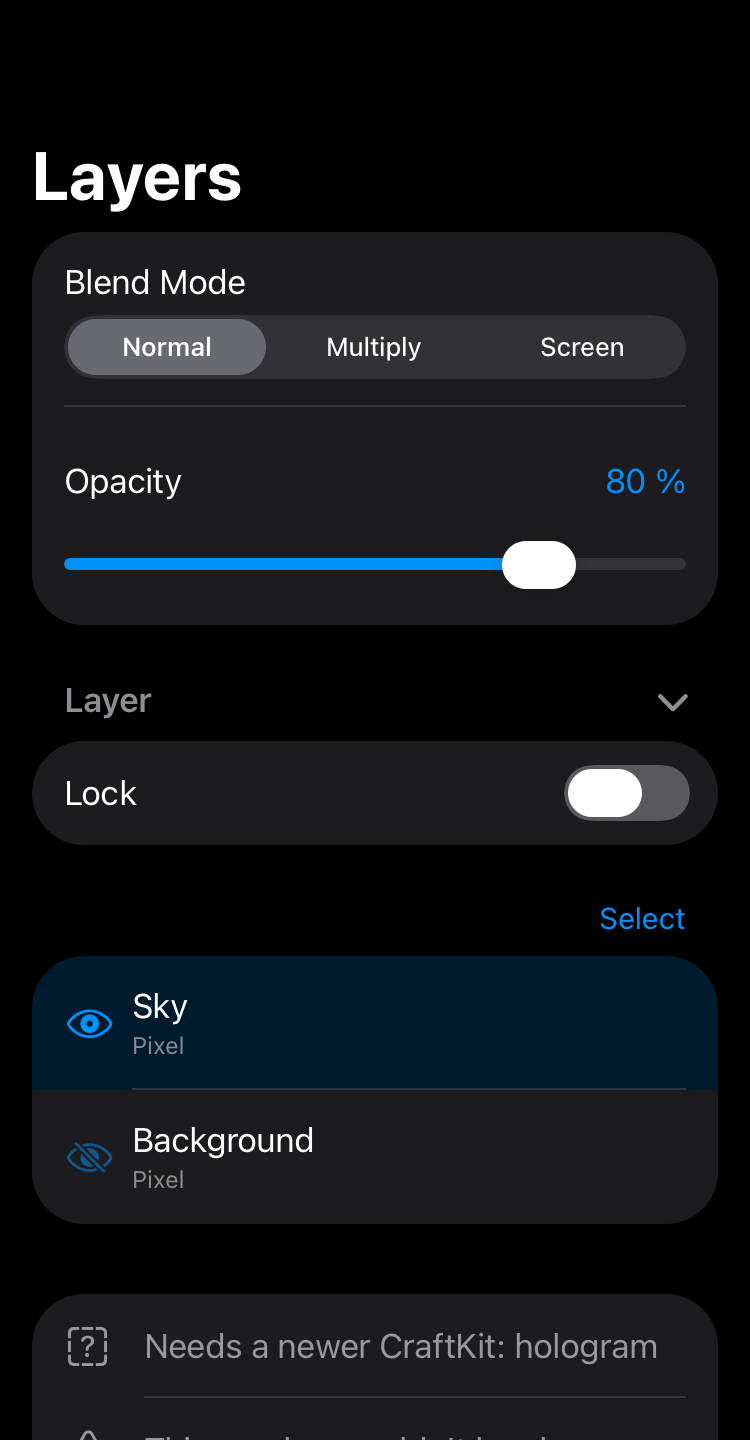 Layers
Blend Mode
Normal Multiply Screen
Opacity 80 %
Layer
Lock
Select
Sky
Pixel
Background
Pixel
Needs a newer CraftKit: hologram